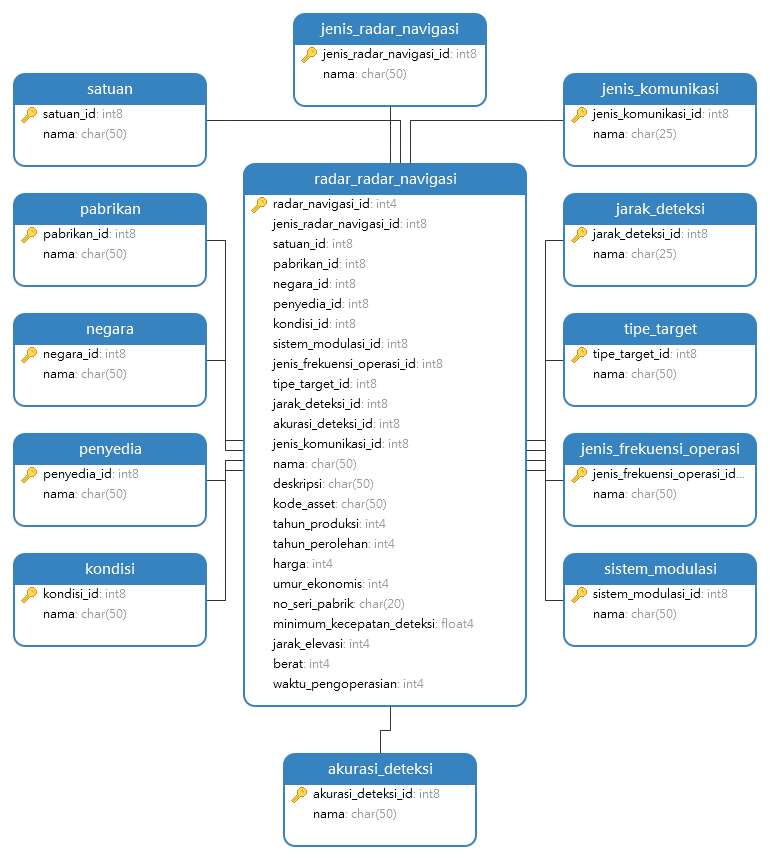 jenis_radar_navigasi
jenis_radar_navigasi_id: int8
nama: char(50)
satuan
satuan_id: int8
nama: char(50)
jenis_komunikasi
jenis_komunikasi_id: int8
nama: char(25)
pabrikan
pabrikan_id: int8
nama: char(50)
negara
negara_id: int8
nama: char(50)
penyedia
penyedia_id: int8
nama: char(50)
kondisi
kondisi_id: int8
nama: char(50)
radar_radar_navigasi
radar_navigasi_id: int4
jenis_radar_navigasi_id: int8
satuan_id: int8
pabrikan_id: int8
negara_id: int8
penyedia_id: int8
kondisi_id: int8
sistem_modulasi_id: int8
jenis_frekuensi_operasi_id: int8
tipe_target_id: int8
jarak_deteksi_id: int8
akurasi_deteksi_id: int8
jenis_komunikasi_id: int8
nama: char(50)
deskripsi: char(50)
kode_asset: char(50)
tahun_produksi: int4
tahun_perolehan: int4
harga: int4
umur_ekonomis: int4
no_seri_pabrik: char(20)
minimum_kecepatan_deteksi: float4
jarak_elevasi: int4
berat: int4
waktu_pengoperasian: int4
jarak_deteksi
jarak_deteksi_id: int8
nama: char(25)
tipe_target
tipe_target_id: int8
nama: char(50)
jenis_frekuensi_operasi
jenis_frekuensi_operasi_id...
nama: char(50)
sistem_modulasi
sistem_modulasi_id: int8
nama: char(50)
akurasi_deteksi
akurasi_deteksi_id: int8
nama: char(50)